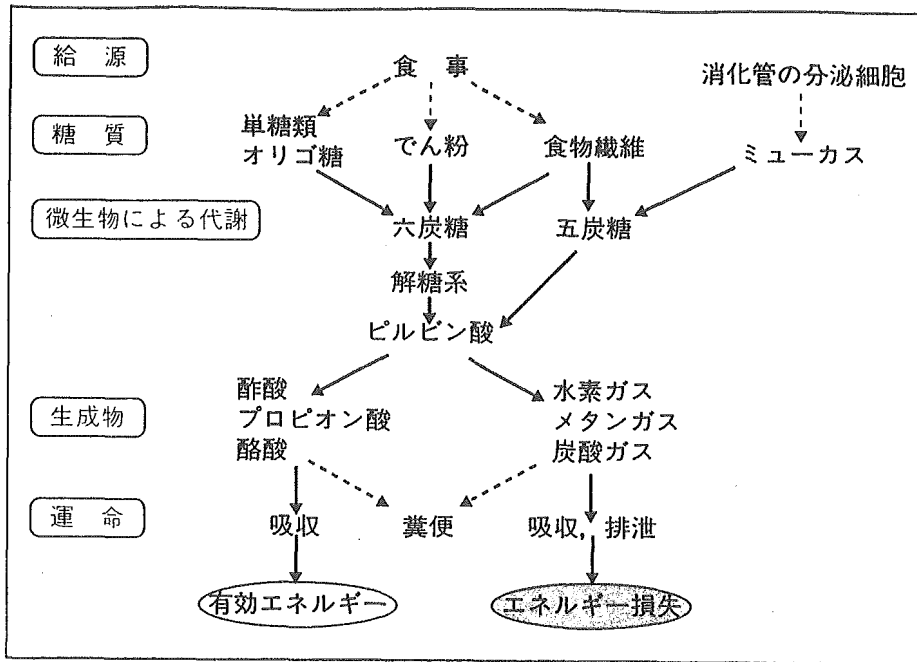 給 源
食 事
消化管の分泌細胞
糖 質
単糖類
オリゴ糖
でん粉
食物繊維
ミューカス
微生物による代謝
六炭糖
五炭糖
解糖系
ピルビン酸
生成物
酢酸
プロピオン酸
酪酸
水素ガス
メタンガス
炭酸ガス
運 命
吸収
糞便
吸収，排泄
有効エネルギー
エネルギー損失